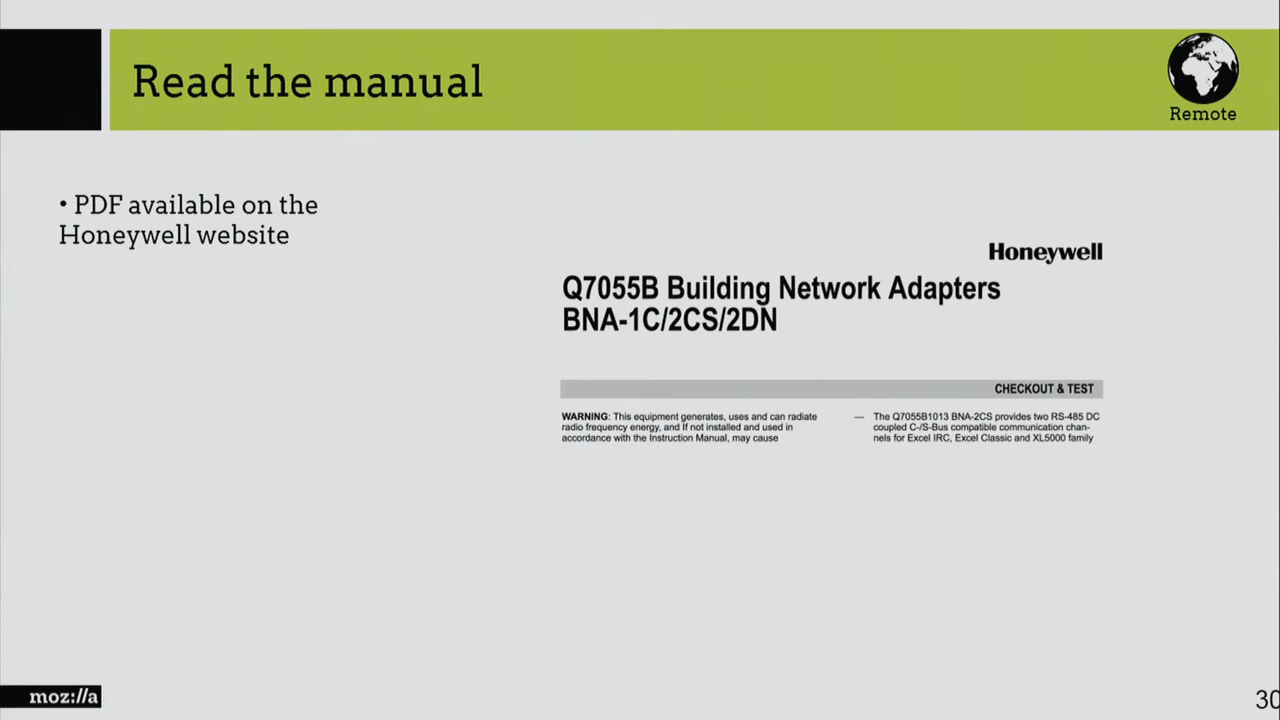 Read the manual
Remote
• PDF available on the
Honeywell website
Honeywell
Q7055B Building Network Adapters
BNA-1C/2CS/2DN
CHECKOUT & TEST
WARNING: This equipment generates, uses and can radiate
radio frequency energy, and If not installed and used in
accordance with the Instruction Manual, may cause
— The Q7055B1013 BNA-2CS provides two RS-485 DC
coupled C-/S-Bus compatible communication chan-
nels for Excel IRC, Excel Classic and XL5000 family
moz://a
30